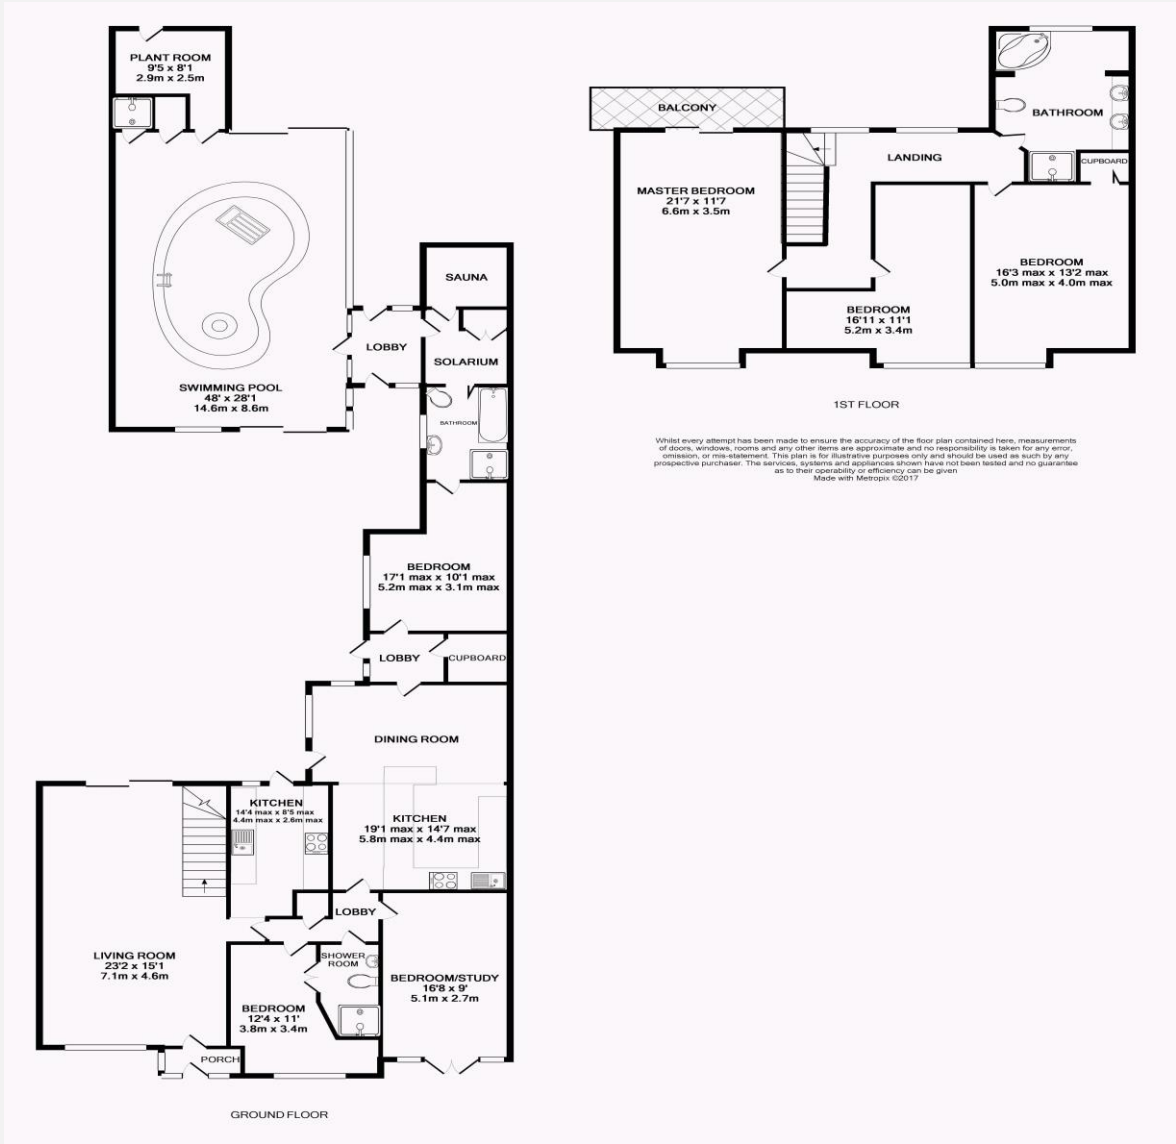 PLANT ROOM
9'5 x 8'1
2.9m x 2.5m
SWIMMING POOL
48' x 28'1
14.6m x 8.6m
LOBBY
SAUNA
SOLARIUM
BATHROOM
BEDROOM
17'1 max x 10'1 max
5.2m max x 3.1m max
LOBBY
CUPBOARD
DINING ROOM
KITCHEN
14'4 max x 8'5 max
4.4m max x 2.6m max
KITCHEN
19'1 max x 14'7 max
5.8m max x 4.4m max
LOBBY
LIVING ROOM
23'2 x 15'1
7.1m x 4.6m
SHOWER
ROOM
BEDROOM/STUDY
16'8 x 9'
5.1m x 2.7m
BEDROOM
12'4 x 11'
3.8m x 3.4m
PORCH
GROUND FLOOR
BALCONY
BATHROOM
LANDING
CUPBOARD
MASTER BEDROOM
21'7 x 11'7
6.6m x 3.5m
BEDROOM
16'3 max x 13'2 max
5.0m max x 4.0m max
BEDROOM
16'11 x 11'1
5.2m x 3.4m
1ST FLOOR
Whilst every attempt has been made to ensure the accuracy of the floor plan contained here, measurements
of doors, windows, rooms and any other items are approximate and no responsibility is taken for any error,
omission, or mis-statement. This plan is for illustrative purposes only and should be used as such by any
prospective purchaser. The services, systems and appliances shown have not been tested and no guarantee
as to their operability or efficiency can be given
Made with Metropix ©2017